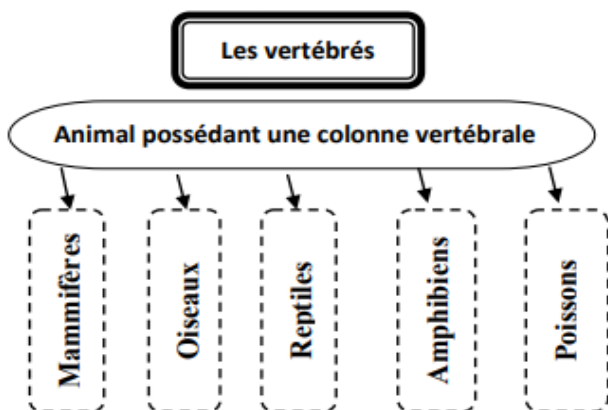 Les vertébrés
Animal possédant une colonne vertébrale
Mammifères
Oiseaux
Reptiles
Amphibiens
Poissons